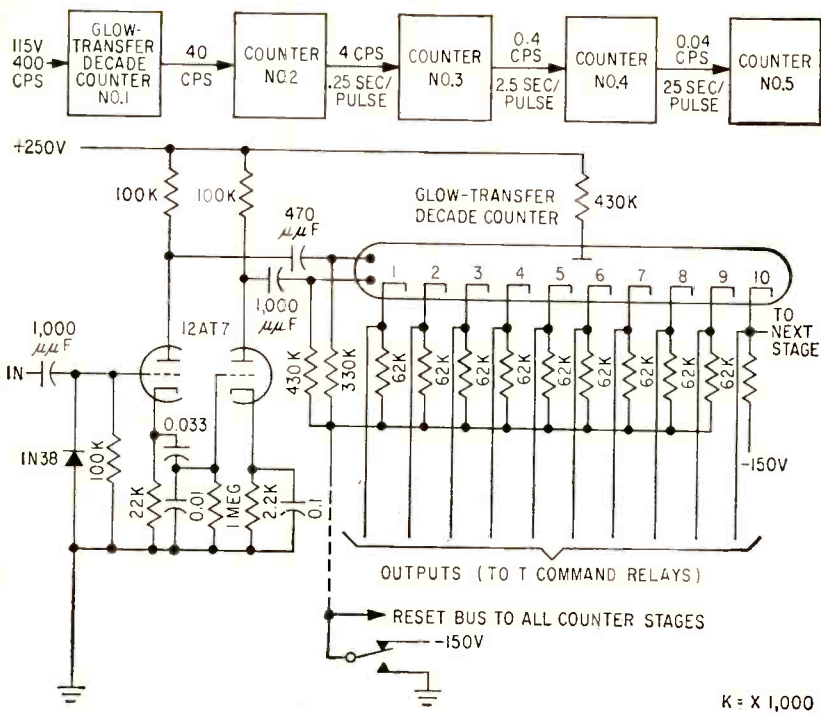 115V
400
CPS
GLOW-
TRANSFER
DECADE
COUNTER
NO.1
40
CPS
COUNTER
NO.2
4 CPS
.25 SEC/
PULSE
COUNTER
NO.3
0.4
CPS
2.5 SEC/
PULSE
COUNTER
NO.4
0.04
CPS
25 SEC/
PULSE
COUNTER
NO.5
+250V
100K
100K
GLOW-TRANSFER
DECADE COUNTER
430K
470
μμF
1,000
μμF
1 2 3 4 5 6 7 8 9 10
TO
NEXT
STAGE
1,000
μμF
12AT7
IN
430K
330K
62K
62K
62K
62K
62K
62K
62K
62K
62K
-150V
1N38
100K
0.033
22K
0.01
1 MEG
2.2K
0.1
OUTPUTS (TO T COMMAND RELAYS)
RESET BUS TO ALL COUNTER STAGES
-150V
K = X 1,000